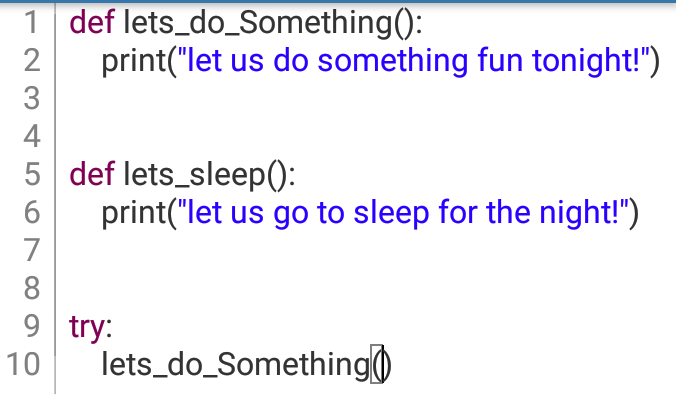 1 def lets_do_Something():
2     print("let us do something fun tonight!")
3
4
5 def lets_sleep():
6     print("let us go to sleep for the night!")
7
8
9 try:
10     lets_do_Something()